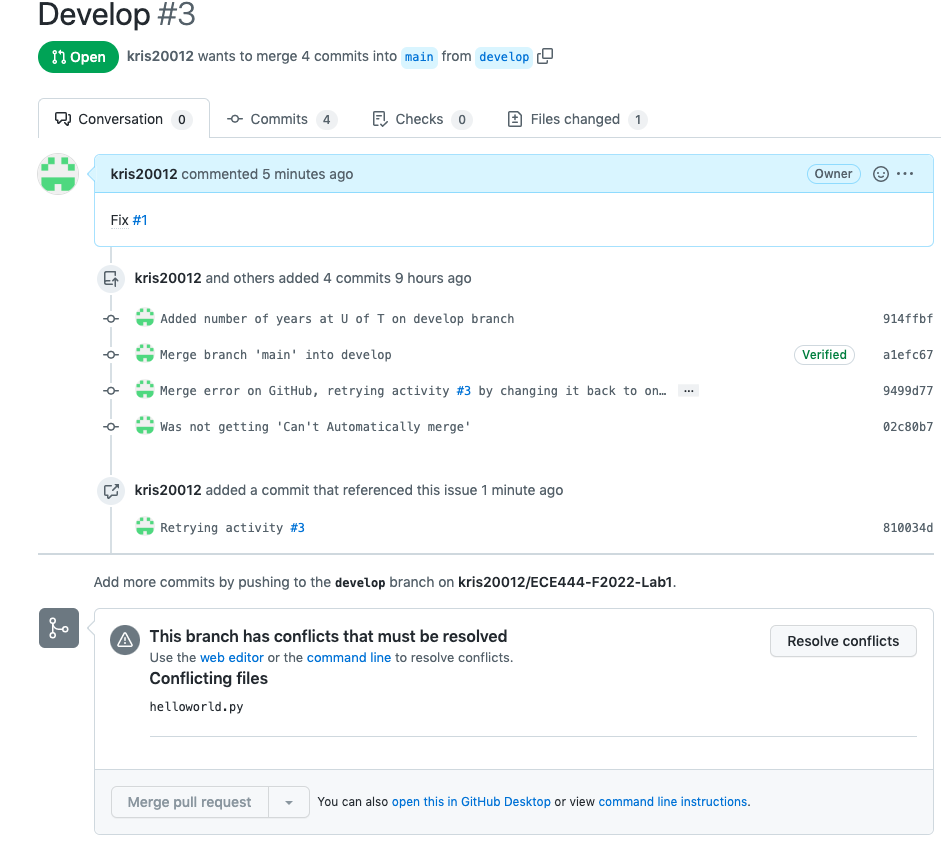 Develop #3
Open kris20012 wants to merge 4 commits into main from develop
Conversation 0 Commits 4 Checks 0 Files changed 1
kris20012 commented 5 minutes ago Owner ...
Fix #1
kris20012 and others added 4 commits 9 hours ago
Added number of years at U of T on develop branch 914ffbf
Merge branch 'main' into develop Verified a1efc67
Merge error on GitHub, retrying activity #3 by changing it back to on… … 9499d77
Was not getting 'Can't Automatically merge' 02c80b7
kris20012 added a commit that referenced this issue 1 minute ago
Retrying activity #3 810034d
Add more commits by pushing to the develop branch on kris20012/ECE444-F2022-Lab1.
This branch has conflicts that must be resolved Resolve conflicts
Use the web editor or the command line to resolve conflicts.
Conflicting files
helloworld.py
Merge pull request You can also open this in GitHub Desktop or view command line instructions.